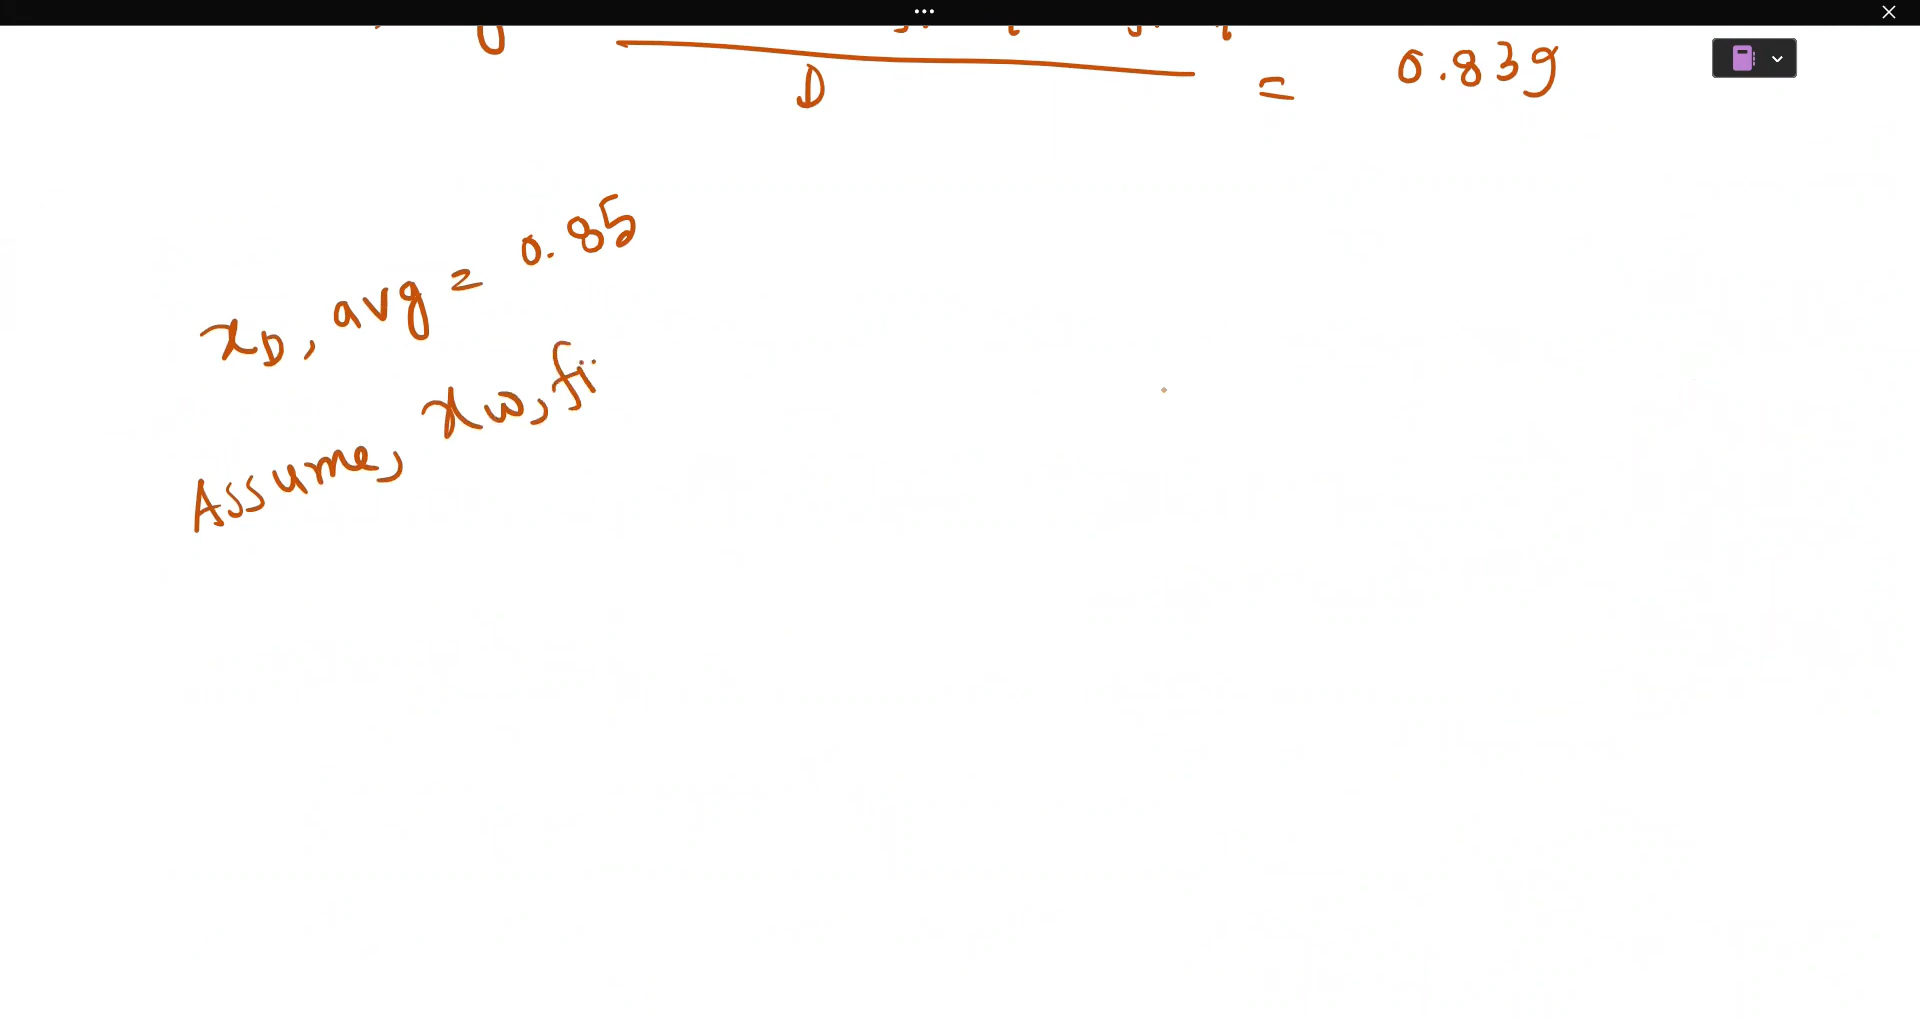 D = 0.839
x_D, avg = 0.85
Assume, x_w, fi